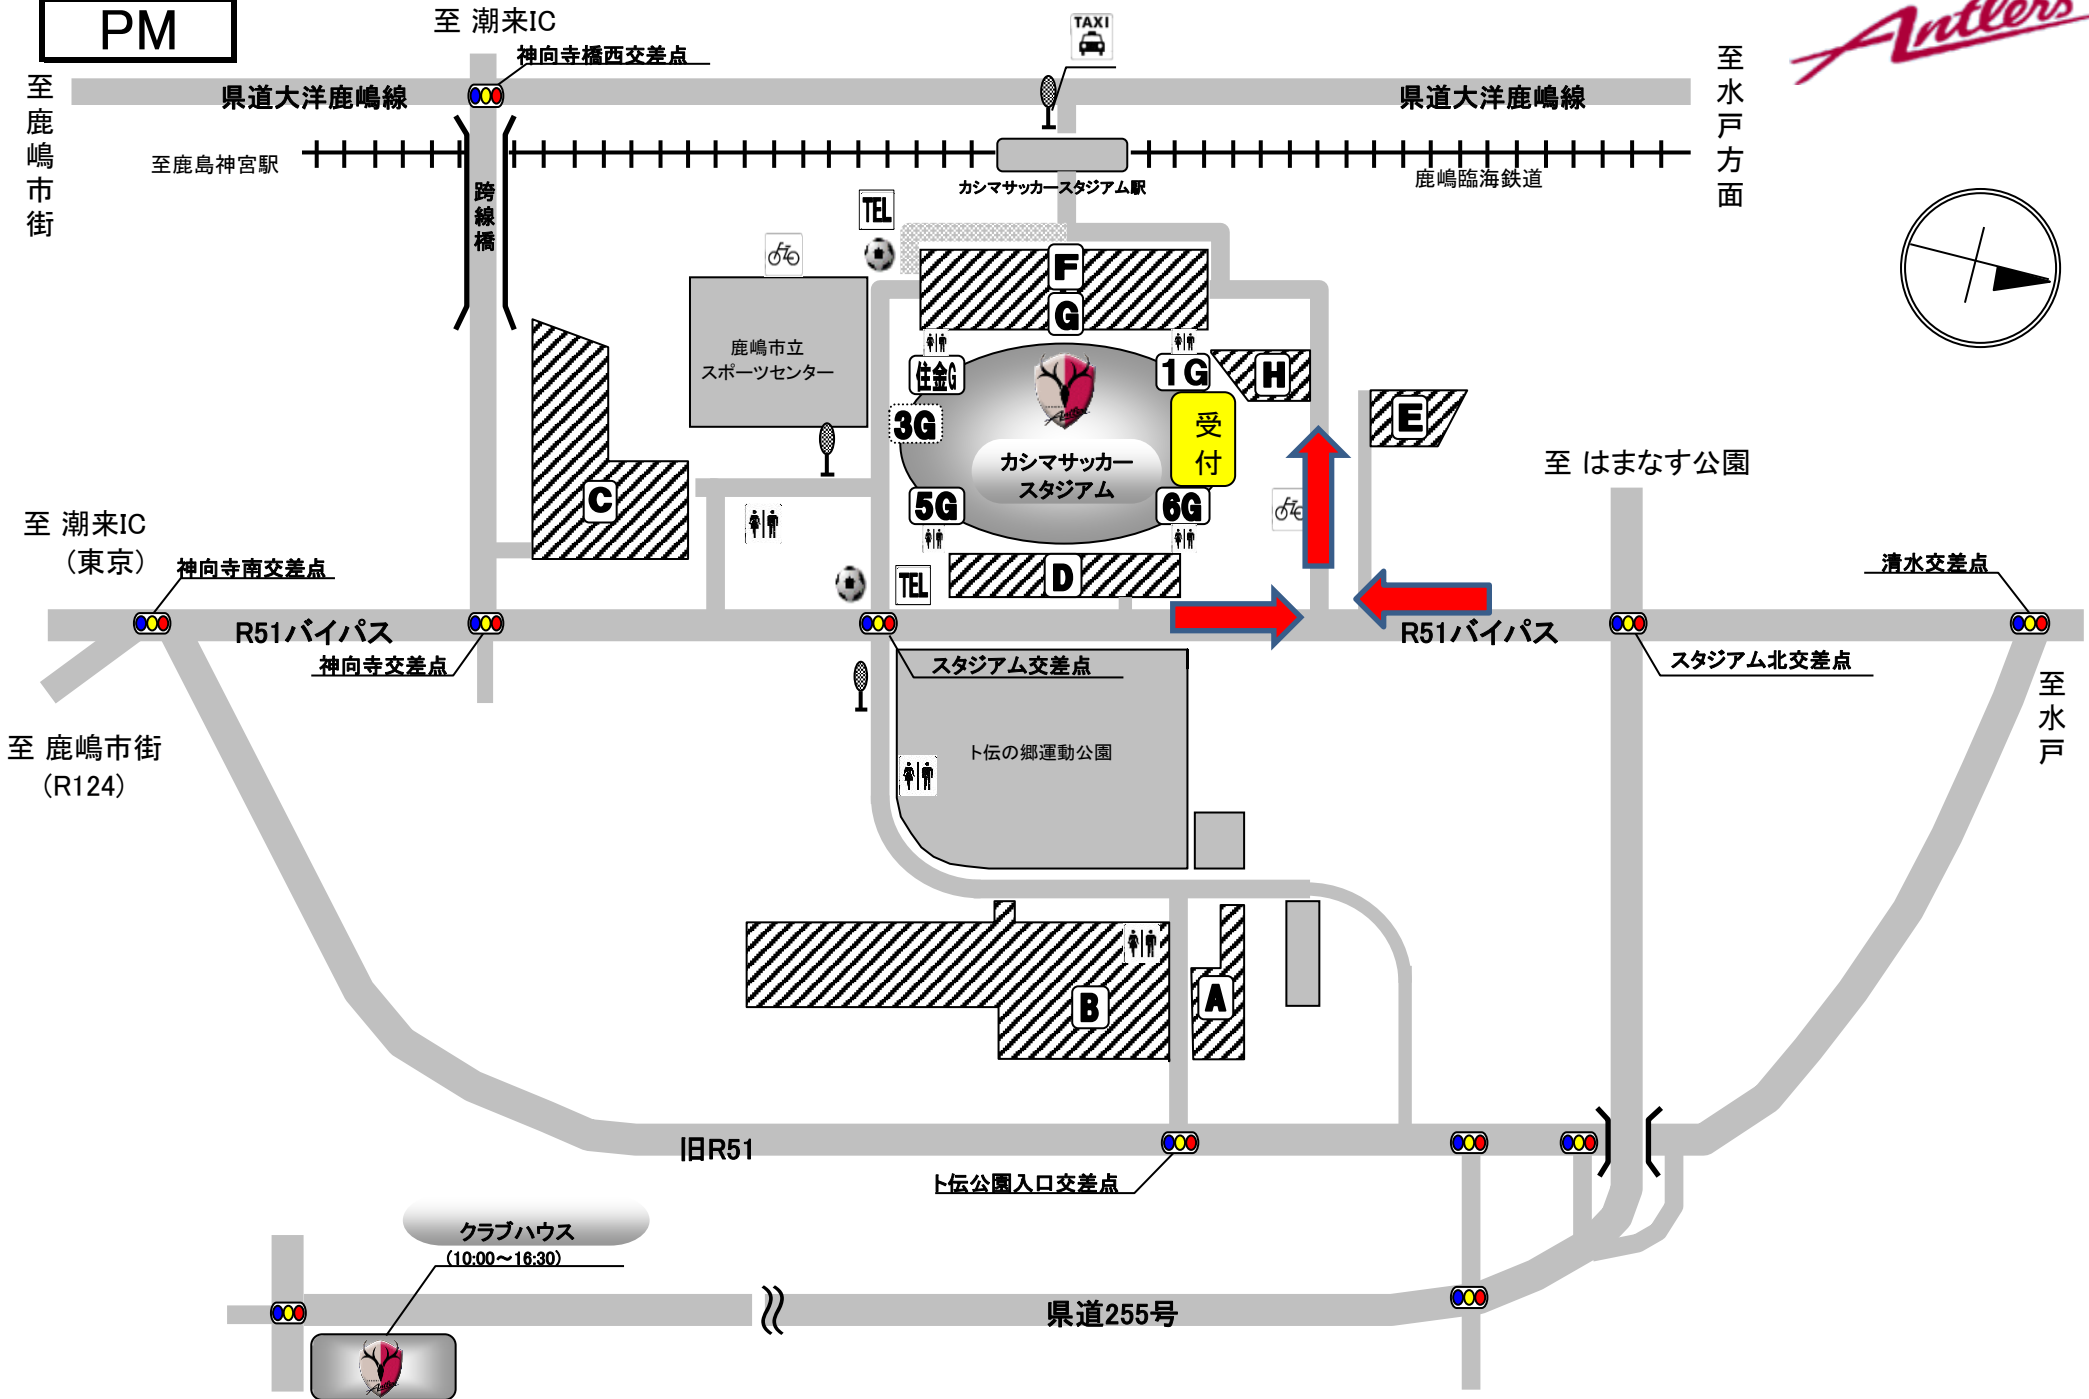 PM
至 潮来IC
TAXI
Antlers
神向寺橋西交差点
至鹿嶋市街
県道大洋鹿嶋線
県道大洋鹿嶋線
至水戸方面
至鹿島神宮駅
カシマサッカースタジアム駅
鹿嶋臨海鉄道
跨線橋
TEL
F
G
鹿嶋市立
スポーツセンター
住金G
1G
H
3G
受付
E
カシマサッカー
スタジアム
至 はまなす公園
C
5G
6G
至 潮来IC
(東京)
神向寺南交差点
D
TEL
清水交差点
R51バイパス
R51バイパス
神向寺交差点
スタジアム交差点
スタジアム北交差点
至水戸
至 鹿嶋市街
(R124)
ト伝の郷運動公園
B
A
旧R51
ト伝公園入口交差点
クラブハウス
(10:00～16:30)
県道255号